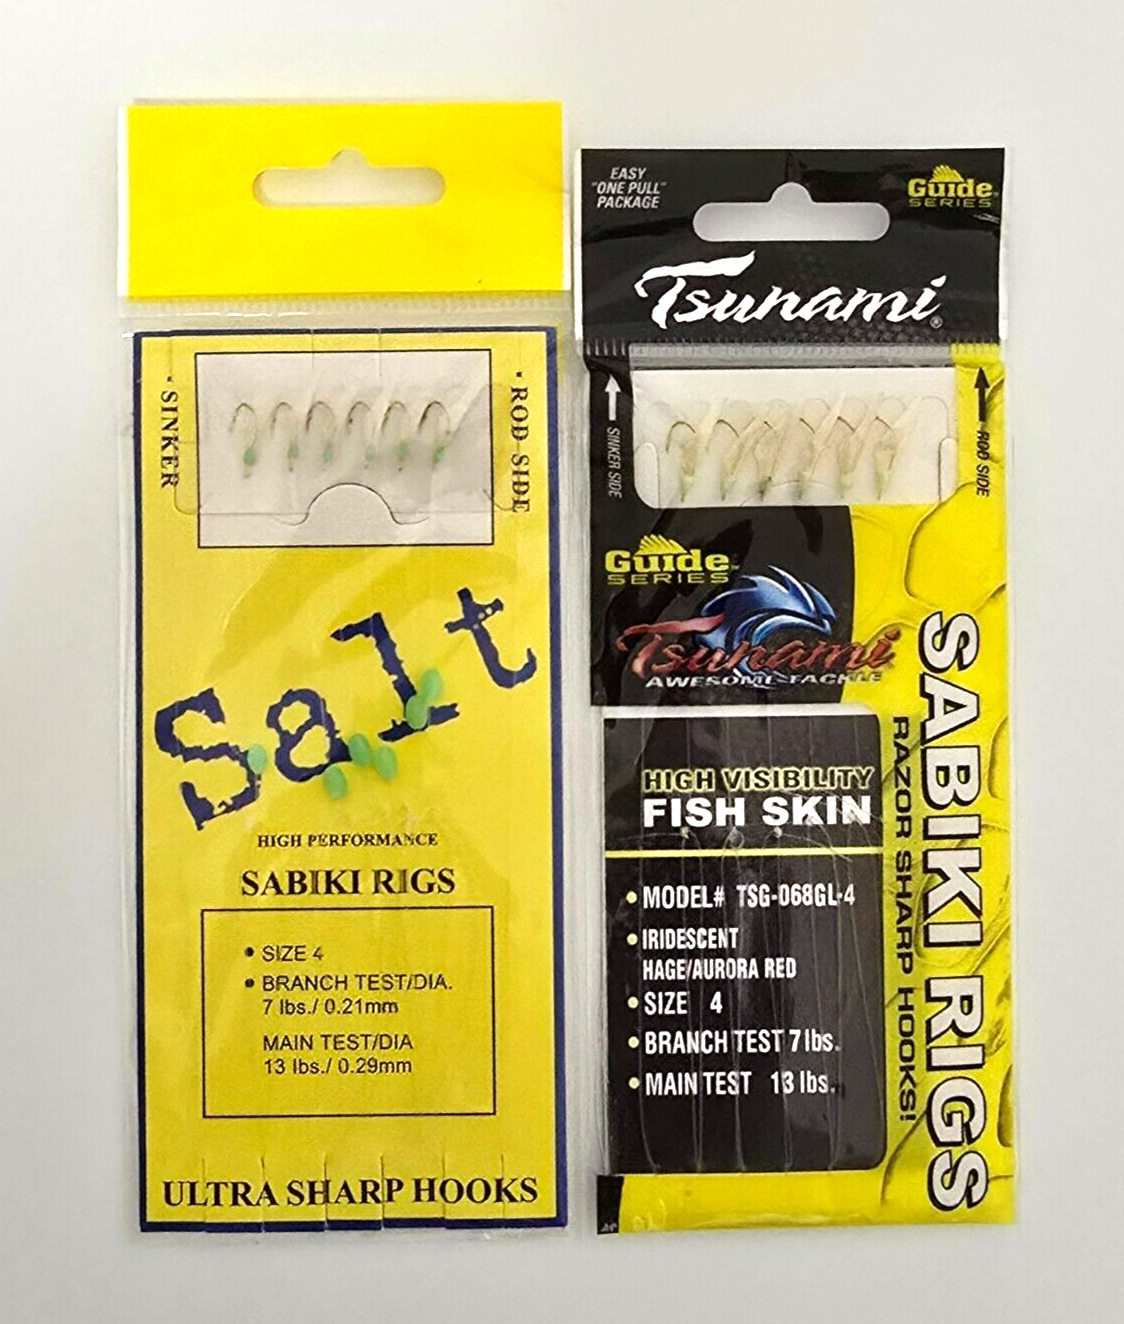 · SINKER
· ROD SIDE
Salt
HIGH PERFORMANCE
SABIKI RIGS
• SIZE 4
• BRANCH TEST/DIA.
7 lbs./ 0.21mm
MAIN TEST/DIA
13 lbs./ 0.29mm
ULTRA SHARP HOOKS
EASY
"ONE PULL"
PACKAGE
Guide
SERIES
Tsunami®
SINKER SIDE
ROD SIDE
Guide™
SERIES
Tsunami
AWESOME TACKLE
HIGH VISIBILITY
FISH SKIN
• MODEL# TSG-068GL-4
• IRIDESCENT
HAGE/AURORA RED
• SIZE 4
• BRANCH TEST 7 lbs.
• MAIN TEST 13 lbs.
SABIKI RIGS
RAZOR SHARP HOOKS!